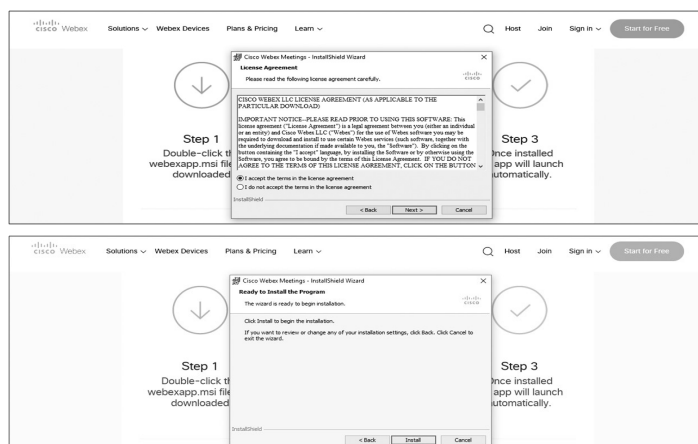 cisco Webex Solutions Webex Devices Plans & Pricing Learn Host Join Sign in Start for Free
Cisco Webex Meetings - InstallShield Wizard
License Agreement
Please read the following license agreement carefully.
cisco
CISCO WEBEX LLC LICENSE AGREEMENT (AS APPLICABLE TO THE
PARTICULAR DOWNLOAD)
IMPORTANT NOTICE--PLEASE READ PRIOR TO USING THIS SOFTWARE: This
license agreement ("License Agreement") is a legal agreement between you (either an individual
or an entity) and Cisco Webex LLC ("Webex") for the use of Webex software you may be
required to download and install to use certain Webex services (such software, together with
the underlying documentation if made available to you, the "Software"). By clicking on the
button containing the "I accept" language, by installing the Software or by otherwise using the
Software, you agree to be bound by the terms of this License Agreement. IF YOU DO NOT
AGREE TO THE TERMS OF THIS LICENSE AGREEMENT, CLICK ON THE BUTTON
I accept the terms in the license agreement
I do not accept the terms in the license agreement
InstallShield
< Back Next > Cancel
Step 1
Double-click th
webexapp.msi file
downloaded
Step 3
Once installed
app will launch
automatically.
cisco Webex Solutions Webex Devices Plans & Pricing Learn Host Join Sign in Start for Free
Cisco Webex Meetings - InstallShield Wizard
Ready to Install the Program
The wizard is ready to begin installation.
cisco
Click Install to begin the installation.
If you want to review or change any of your installation settings, click Back. Click Cancel to
exit the wizard.
InstallShield
< Back Install Cancel
Step 1
Double-click th
webexapp.msi file
downloaded
Step 3
Once installed
app will launch
automatically.